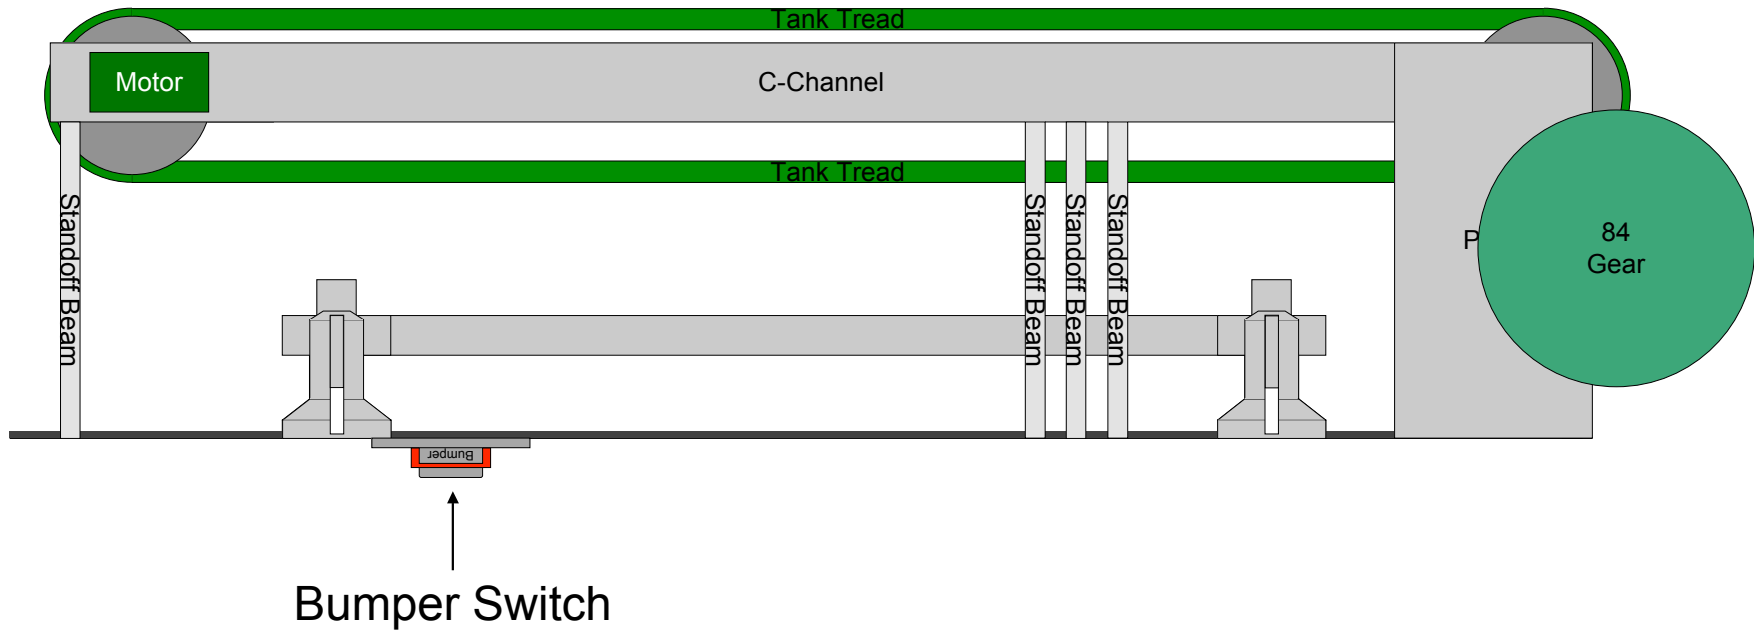 Tank Tread
Motor
C-Channel
Tank Tread
Standoff Beam
Standoff Beam
Standoff Beam
Standoff Beam
P
84
Gear
Bumper
Bumper Switch